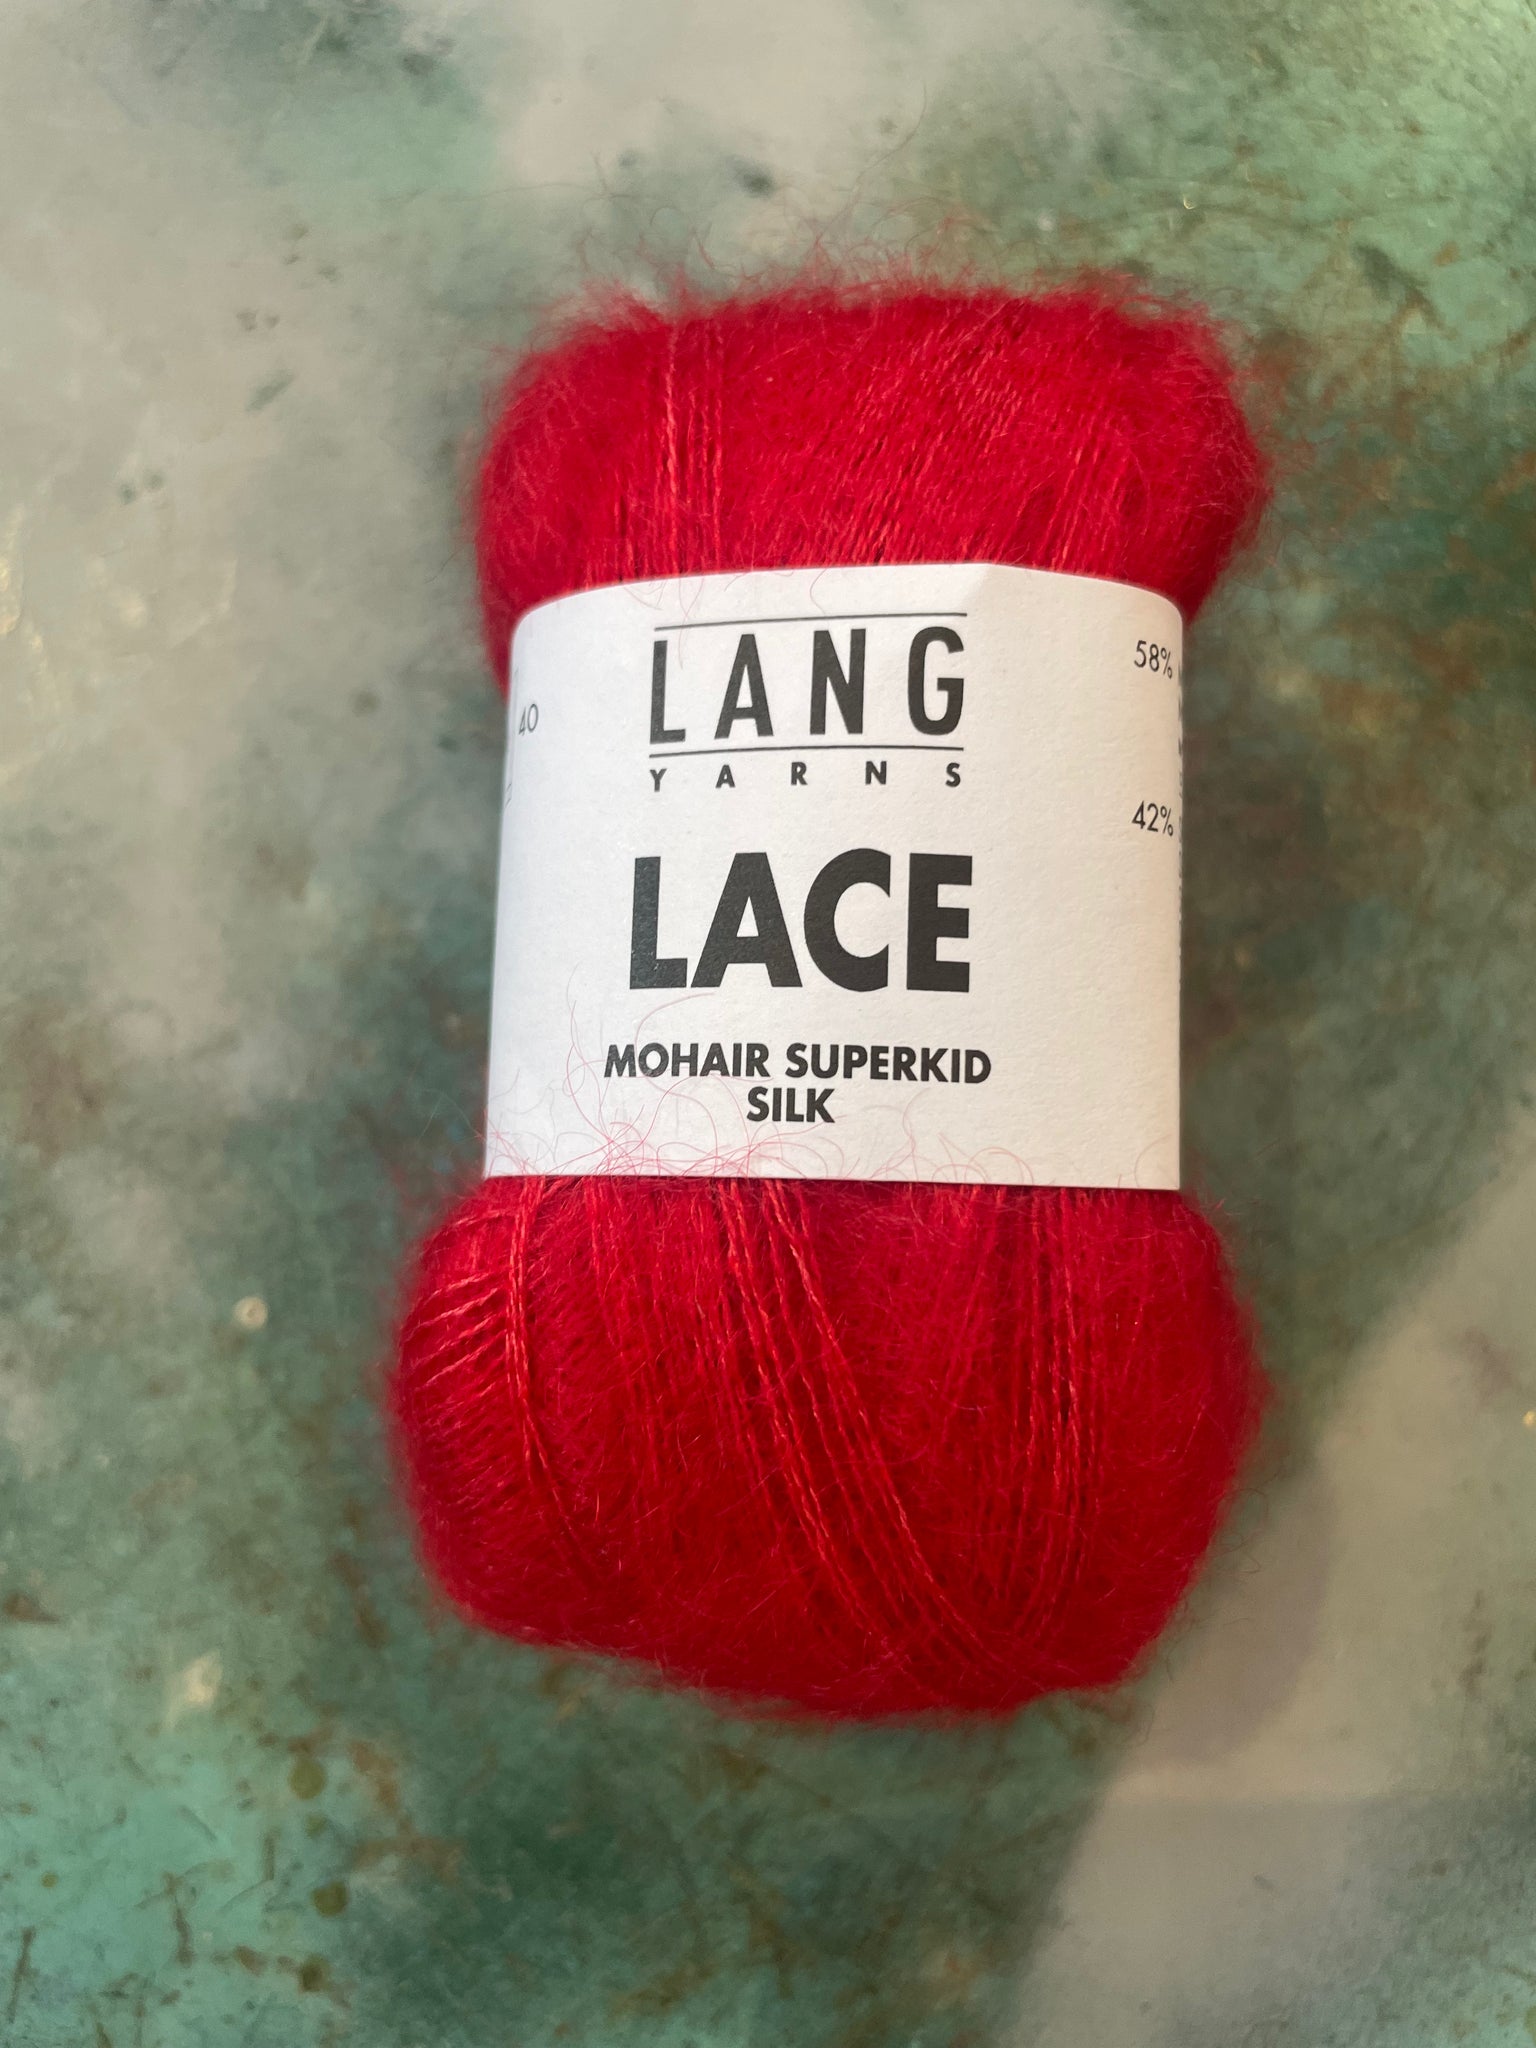 LANG
YARNS
LACE
MOHAIR SUPERKID
SILK
40
58%
42%